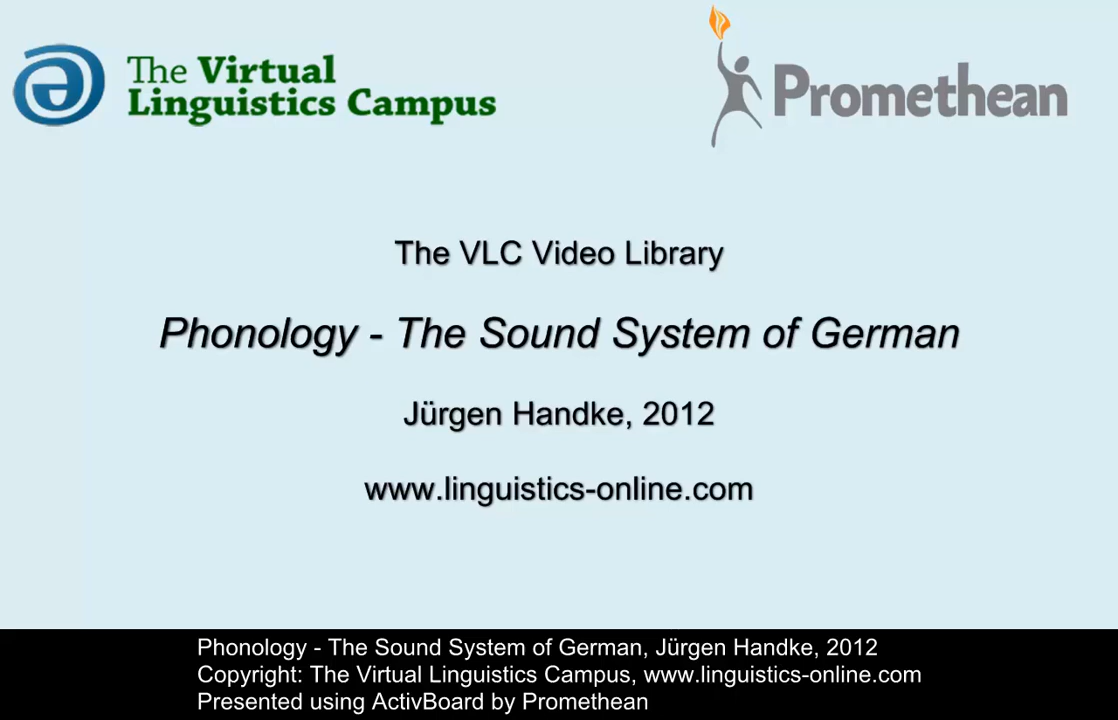 The Virtual
Linguistics Campus
Promethean
The VLC Video Library
Phonology - The Sound System of German
Jürgen Handke, 2012
www.linguistics-online.com
Phonology - The Sound System of German, Jürgen Handke, 2012
Copyright: The Virtual Linguistics Campus, www.linguistics-online.com
Presented using ActivBoard by Promethean